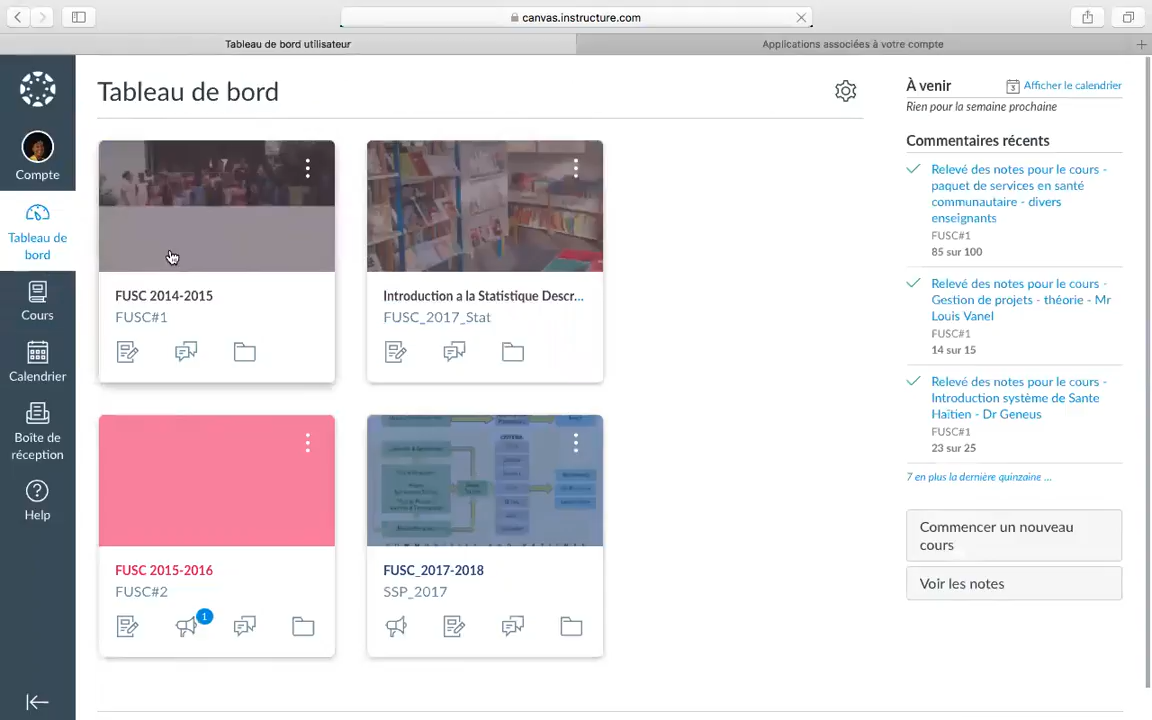 canvas.instructure.com
Tableau de bord utilisateur
Applications associées à votre compte
Compte
Tableau de
bord
Cours
Calendrier
Boîte de
réception
Help
Tableau de bord
FUSC 2014-2015
FUSC#1
Introduction a la Statistique Descr...
FUSC_2017_Stat
FUSC 2015-2016
FUSC#2
1
FUSC_2017-2018
SSP_2017
À venir
3
Afficher le calendrier
Rien pour la semaine prochaine
Commentaires récents
Relevé des notes pour le cours -
paquet de services en santé
communautaire - divers
enseignants
FUSC#1
85 sur 100
Relevé des notes pour le cours -
Gestion de projets - théorie - Mr
Louis Vanel
FUSC#1
14 sur 15
Relevé des notes pour le cours -
Introduction système de Sante
Haïtien - Dr Geneus
FUSC#1
23 sur 25
7 en plus la dernière quinzaine ...
Commencer un nouveau
cours
Voir les notes